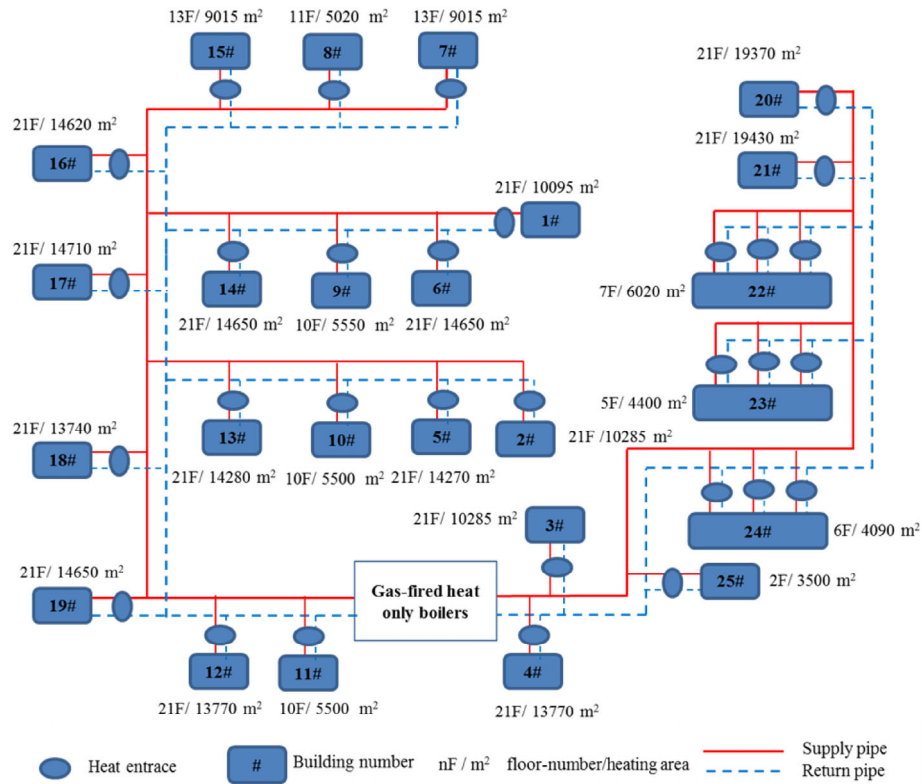 13F/ 9015 m²
11F/ 5020 m²
13F/ 9015 m²
15#
8#
7#
21F/ 19370 m²
20#
21F/ 14620 m²
16#
21F/ 19430 m²
21#
21F/ 10095 m²
1#
21F/ 14710 m²
17#
14#
9#
6#
7F/ 6020 m²
22#
21F/ 14650 m²
10F/ 5550 m²
21F/ 14650 m²
5F/ 4400 m²
23#
21F/ 13740 m²
18#
13#
10#
5#
2#
21F /10285 m²
21F/ 14280 m²
10F/ 5500 m²
21F/ 14270 m²
21F/ 10285 m²
3#
24#
6F/ 4090 m²
21F/ 14650 m²
19#
Gas-fired heat
only boilers
25#
2F/ 3500 m²
12#
11#
4#
21F/ 13770 m²
10F/ 5500 m²
21F/ 13770 m²
Heat entrace
#
Building number
nF / m²
floor-number/heating area
Supply pipe
Return pipe